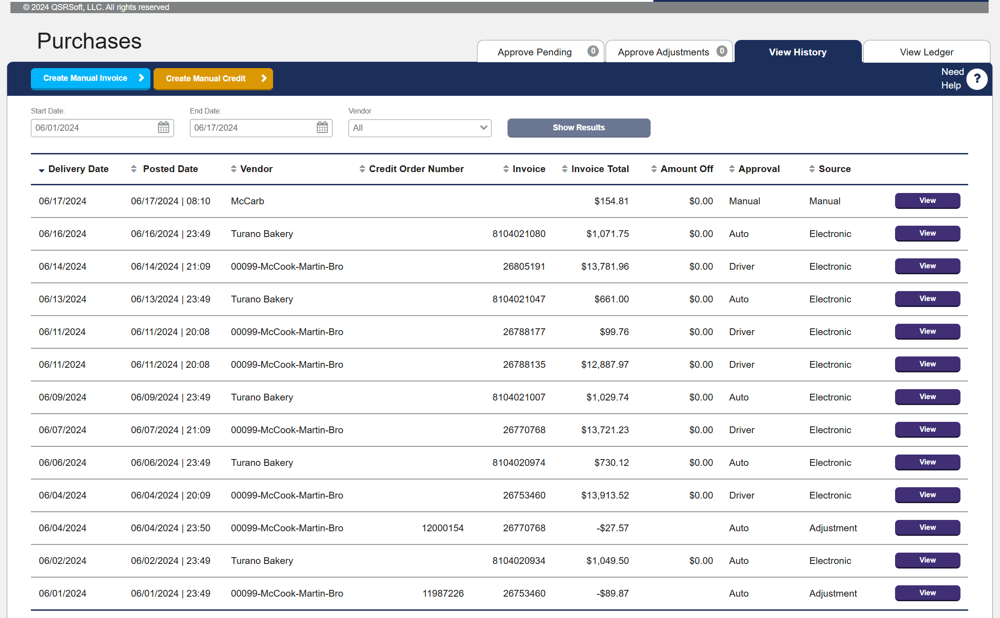 © 2024 QSRSoft, LLC. All rights reserved
Purchases
Approve Pending 0 Approve Adjustments 0 View History View Ledger
Create Manual Invoice Create Manual Credit Need Help ?
Start Date: End Date: Vendor
06/01/2024 06/17/2024 All Show Results
Delivery Date Posted Date Vendor Credit Order Number Invoice Invoice Total Amount Off Approval Source
06/17/2024 06/17/2024 | 08:10 McCarb $154.81 $0.00 Manual Manual View
06/16/2024 06/16/2024 | 23:49 Turano Bakery 8104021080 $1,071.75 $0.00 Auto Electronic View
06/14/2024 06/14/2024 | 21:09 00099-McCook-Martin-Bro 26805191 $13,781.96 $0.00 Driver Electronic View
06/13/2024 06/13/2024 | 23:49 Turano Bakery 8104021047 $661.00 $0.00 Auto Electronic View
06/11/2024 06/11/2024 | 20:08 00099-McCook-Martin-Bro 26788177 $99.76 $0.00 Driver Electronic View
06/11/2024 06/11/2024 | 20:08 00099-McCook-Martin-Bro 26788135 $12,887.97 $0.00 Driver Electronic View
06/09/2024 06/09/2024 | 23:49 Turano Bakery 8104021007 $1,029.74 $0.00 Auto Electronic View
06/07/2024 06/07/2024 | 21:09 00099-McCook-Martin-Bro 26770768 $13,721.23 $0.00 Driver Electronic View
06/06/2024 06/06/2024 | 23:49 Turano Bakery 8104020974 $730.12 $0.00 Auto Electronic View
06/04/2024 06/04/2024 | 20:09 00099-McCook-Martin-Bro 26753460 $13,913.52 $0.00 Driver Electronic View
06/04/2024 06/04/2024 | 23:50 00099-McCook-Martin-Bro 12000154 26770768 -$27.57 Auto Adjustment View
06/02/2024 06/02/2024 | 23:49 Turano Bakery 8104020934 $1,049.50 $0.00 Auto Electronic View
06/01/2024 06/01/2024 | 23:49 00099-McCook-Martin-Bro 11987226 26753460 -$89.87 Auto Adjustment View